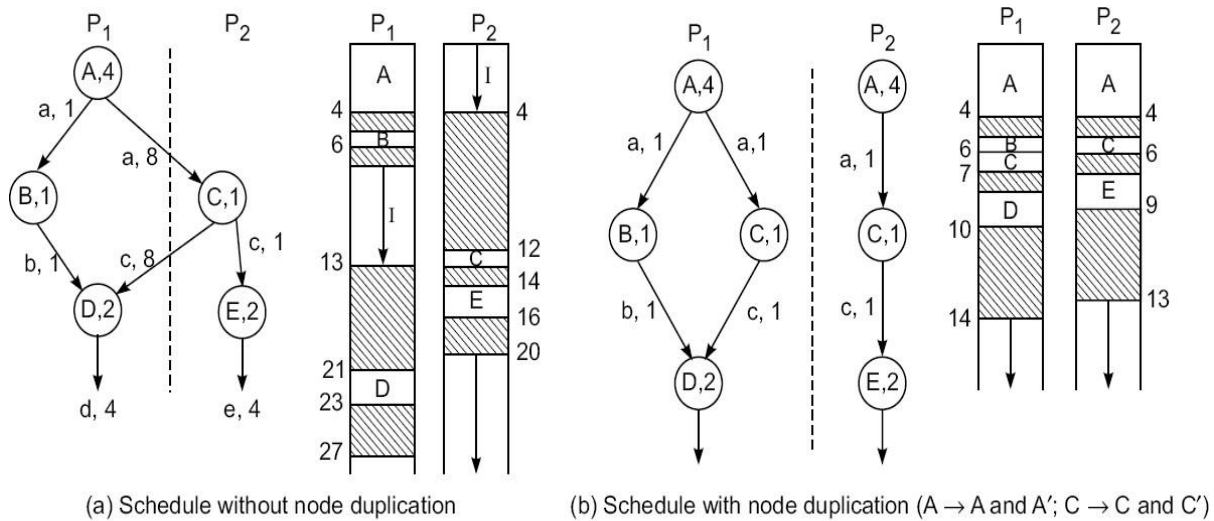 P1 P2
A,4
a, 1
a, 8
B,1
C,1
b, 1
c, 8
c, 1
D,2
E,2
d, 4
e, 4
P1
P2
A
I
4
4
B
6
I
13
12
C
14
E
16
20
21
D
23
27
(a) Schedule without node duplication
P1
P2
A,4
A, 4
a, 1
a,1
a, 1
B,1
C,1
C,1
b, 1
c, 1
c, 1
D,2
E,2
P1
P2
A
A
4
4
B
C
6
6
C
7
E
9
D
10
14
13
(b) Schedule with node duplication (A → A and A′; C → C and C′)